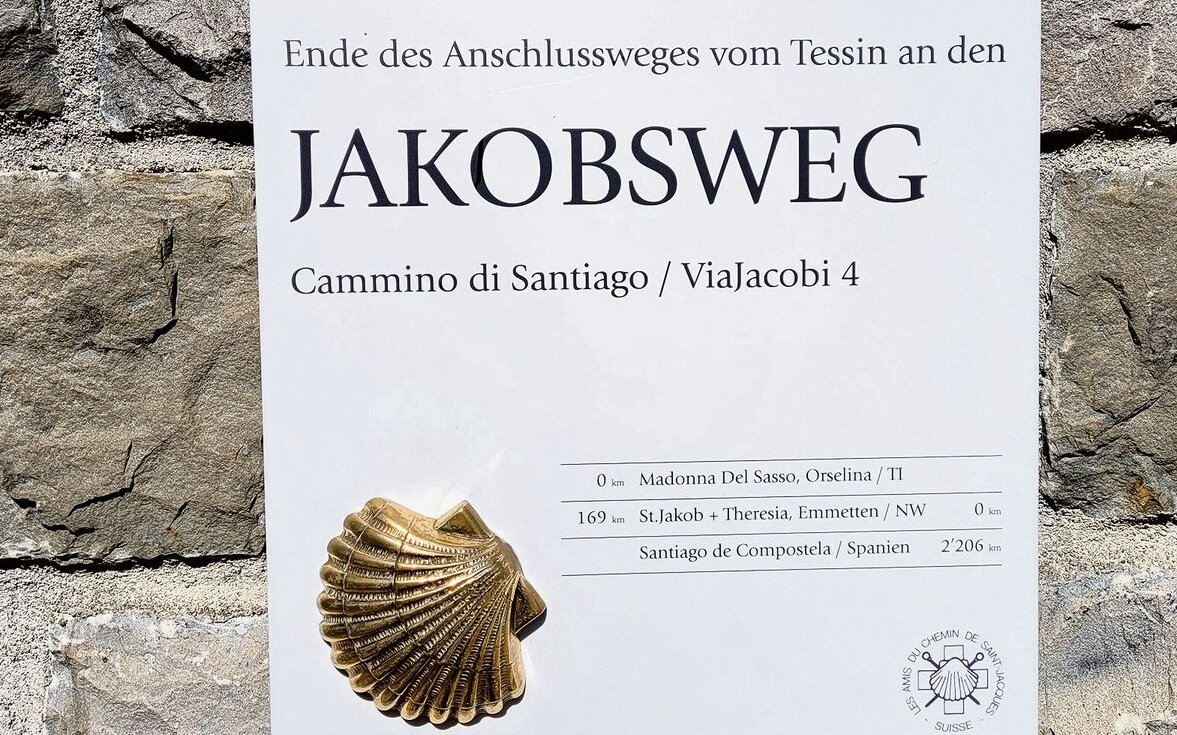 Ende des Anschlussweges vom Tessin an den
JAKOBSWEG
Cammino di Santiago / ViaJacobi 4
0 km Madonna Del Sasso, Orselina / TI
169 km St.Jakob + Theresia, Emmetten / NW 0 km
Santiago de Compostela / Spanien 2’206 km
LES AMIS DU CHEMIN DE SAINT-JACQUES
- SUISSE -